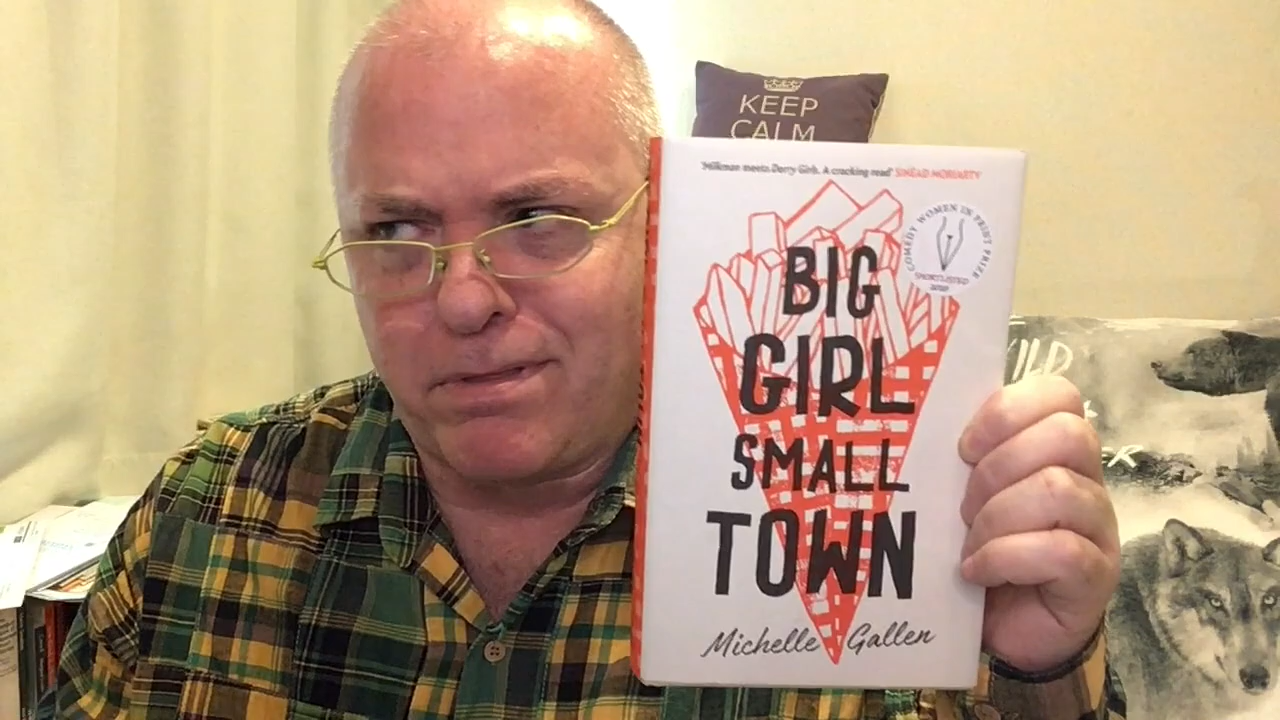 KEEP
CALM
'Milkman meets Derry Girls. A cracking read' SINÉAD MORIARTY
COMEDY WOMEN IN PRINT PRIZE
SHORTLISTED
2020
BIG
GIRL
SMALL
TOWN
Michelle Gallen